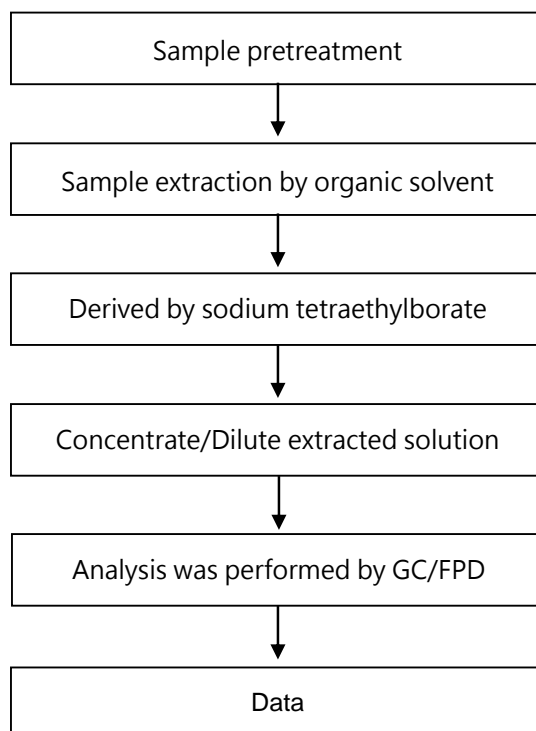 Sample pretreatment
Sample extraction by organic solvent
Derived by sodium tetraethylborate
Concentrate/Dilute extracted solution
Analysis was performed by GC/FPD
Data